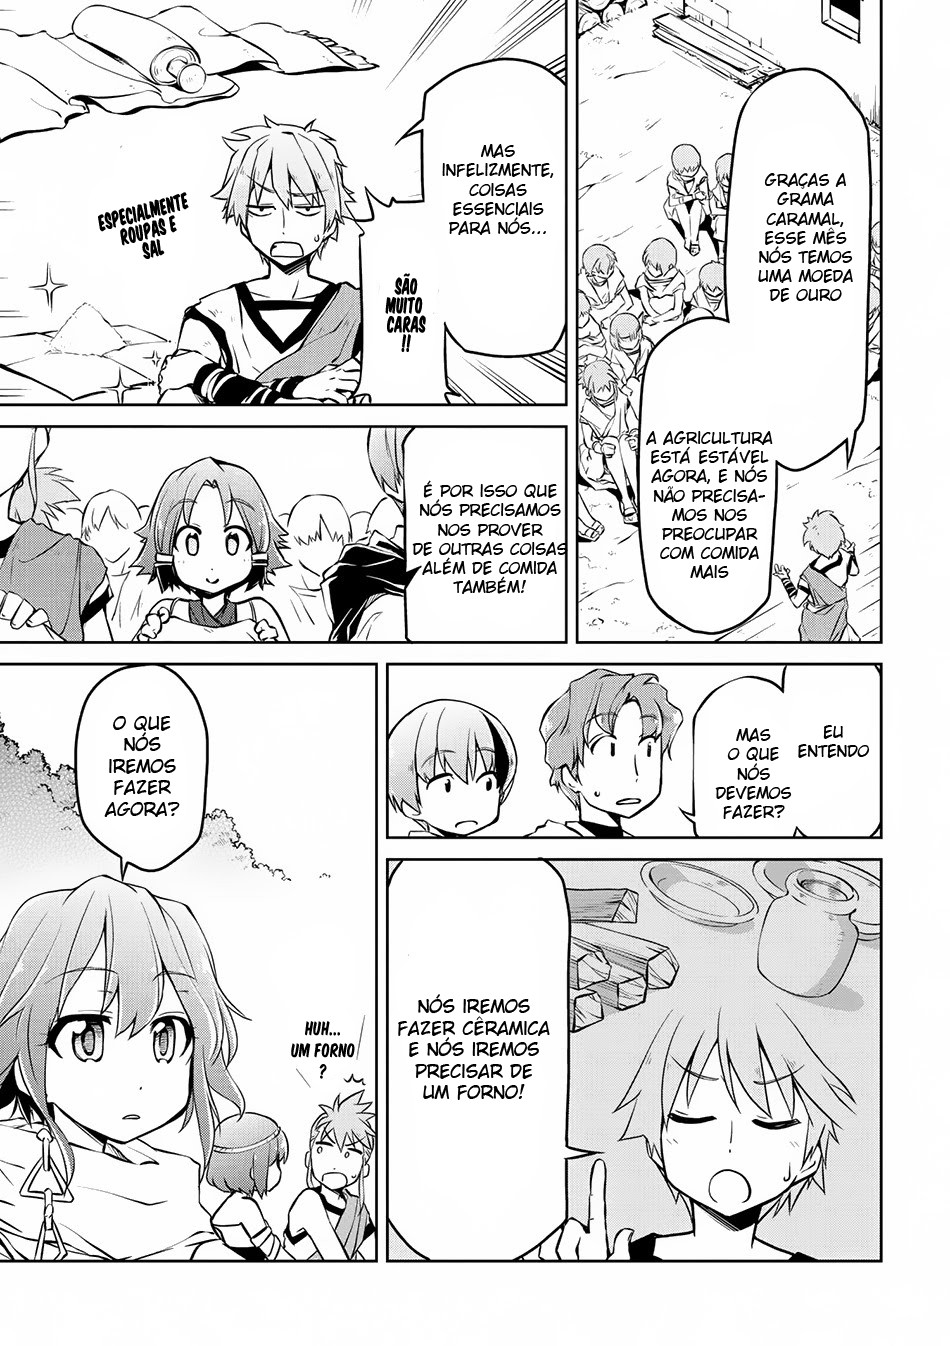 GRAÇAS A
GRAMA
CARAMAL,
ESSE MÊS
NÓS TEMOS
UMA MOEDA
DE OURO
A AGRICULTURA
ESTÁ ESTÁVEL
AGORA, E NÓS
NÃO PRECISA-
MOS NOS
PREOCUPAR
COM COMIDA
MAIS
MAS
INFELIZMENTE,
COISAS
ESSENCIAIS
PARA NÓS...
SÃO
MUITO
CARAS
!!
ESPECIALMENTE
ROUPAS E
SAL
É POR ISSO QUE
NÓS PRECISAMOS
NOS PROVER
DE OUTRAS COISAS
ALÉM DE COMIDA
TAMBÉM!
EU
ENTENDO
MAS
O QUE
NÓS
DEVEMOS
FAZER?
NÓS IREMOS
FAZER CÊRAMICA
E NÓS IREMOS
PRECISAR DE
UM FORNO!
O QUE
NÓS
IREMOS
FAZER
AGORA?
HUH...
UM FORNO
?